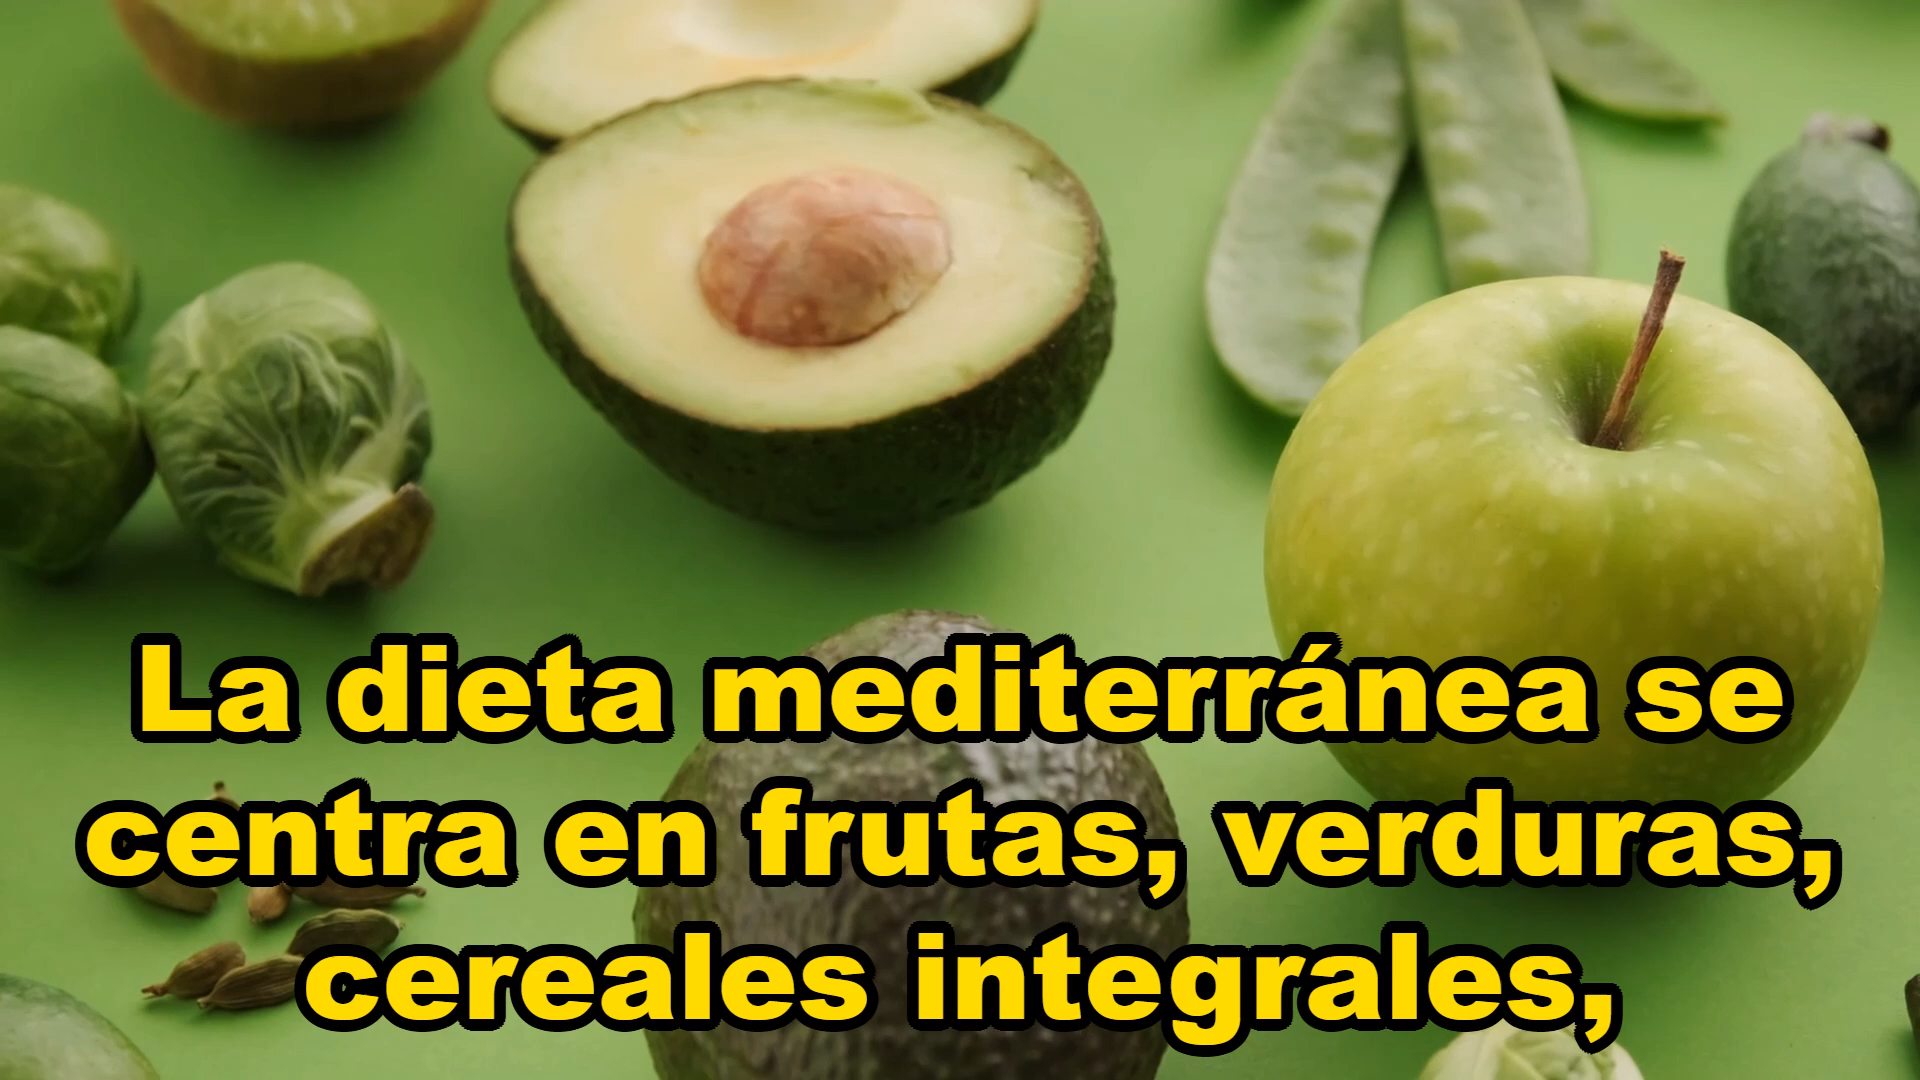 La dieta mediterránea se
centra en frutas, verduras,
cereales integrales,